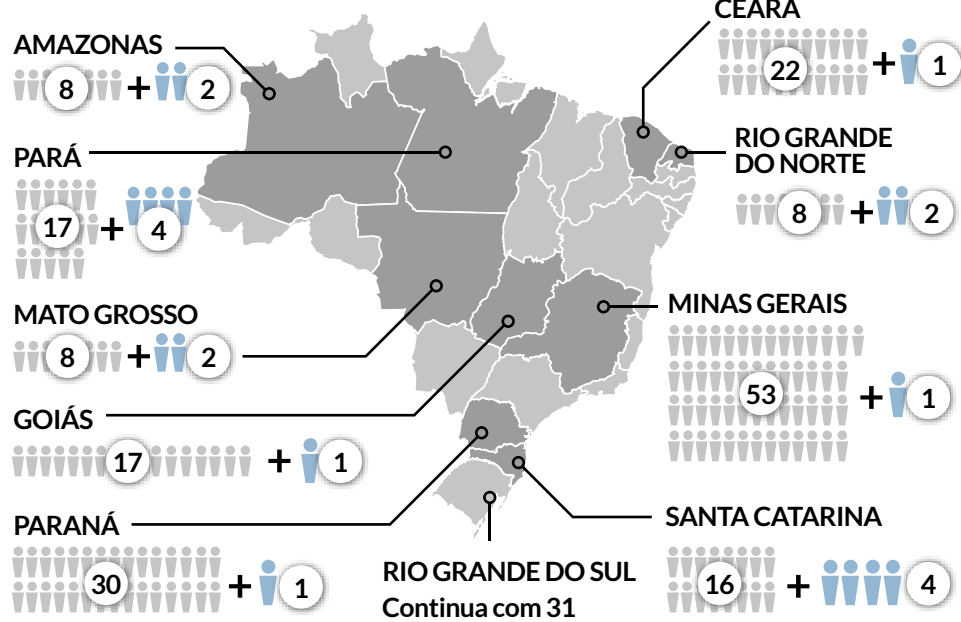 AMAZONAS
8 + 2
PARÁ
17 + 4
MATO GROSSO
8 + 2
GOIÁS
17 + 1
PARANÁ
30 + 1
CEARÁ
22 + 1
RIO GRANDE
DO NORTE
8 + 2
MINAS GERAIS
53 + 1
SANTA CATARINA
16 + 4
RIO GRANDE DO SUL
Continua com 31